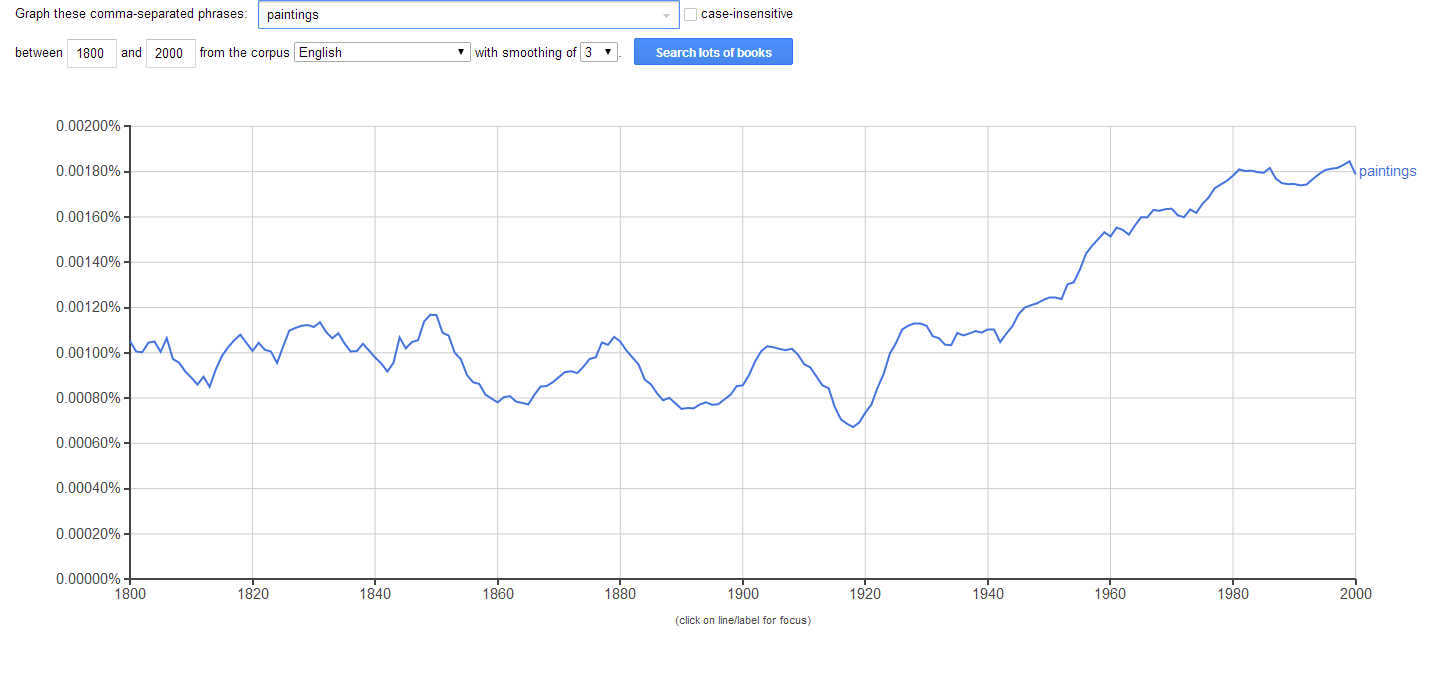 Graph these comma-separated phrases: paintings case-insensitive
between 1800 and 2000 from the corpus English with smoothing of 3 . Search lots of books
0.00200%
0.00180%
paintings
0.00160%
0.00140%
0.00120%
0.00100%
0.00080%
0.00060%
0.00040%
0.00020%
0.00000%
1800 1820 1840 1860 1880 1900 1920 1940 1960 1980 2000
(click on line/label for focus)